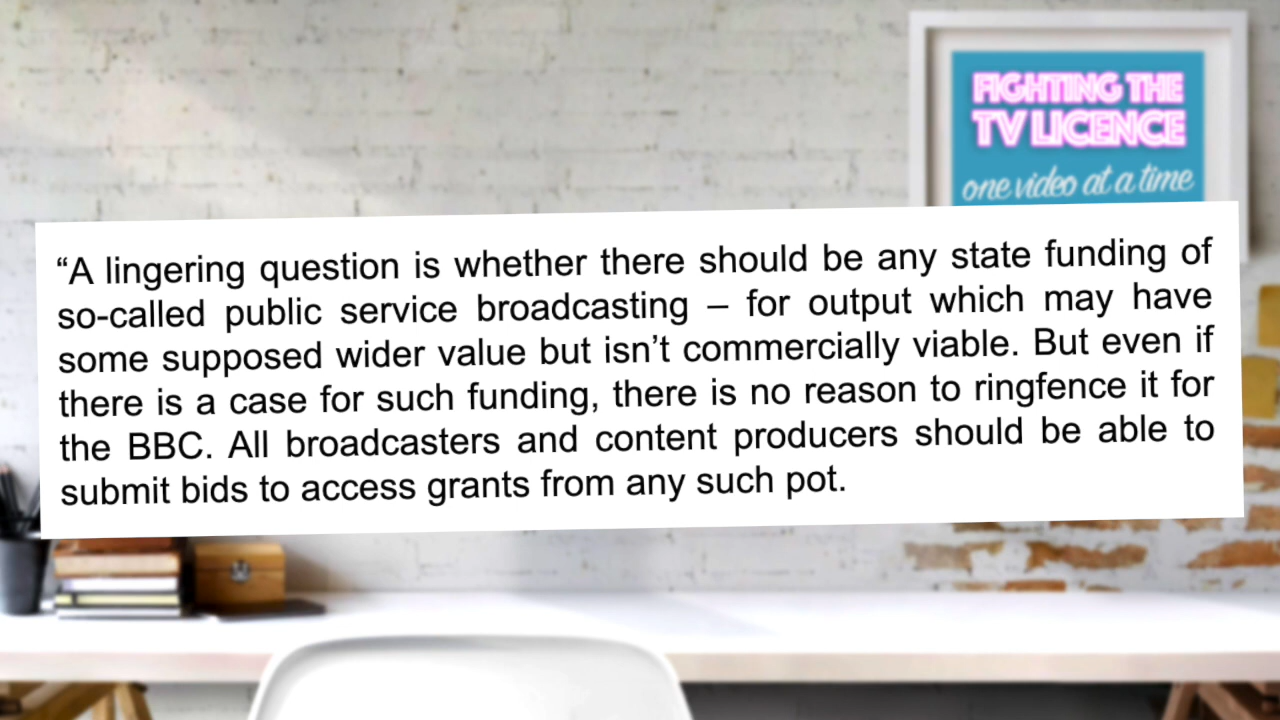 FIGHTING THE
TV LICENCE
one video at a time
“A lingering question is whether there should be any state funding of
so-called public service broadcasting – for output which may have
some supposed wider value but isn’t commercially viable. But even if
there is a case for such funding, there is no reason to ringfence it for
the BBC. All broadcasters and content producers should be able to
submit bids to access grants from any such pot.